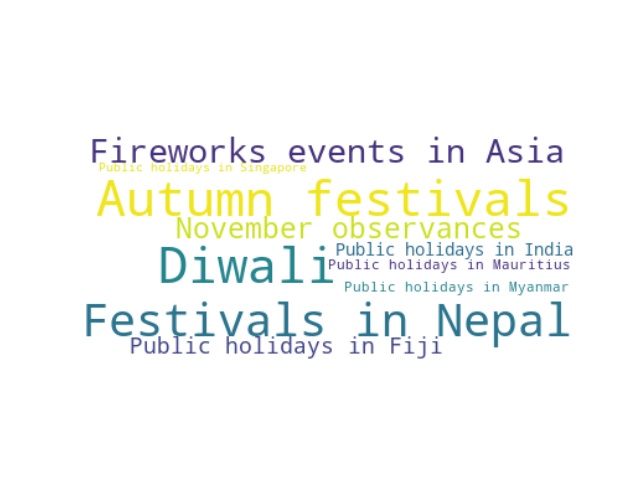 Fireworks events in Asia
Public holidays in Singapore
Autumn festivals
November observances
Diwali
Public holidays in India
Public holidays in Mauritius
Public holidays in Myanmar
Festivals in Nepal
Public holidays in Fiji